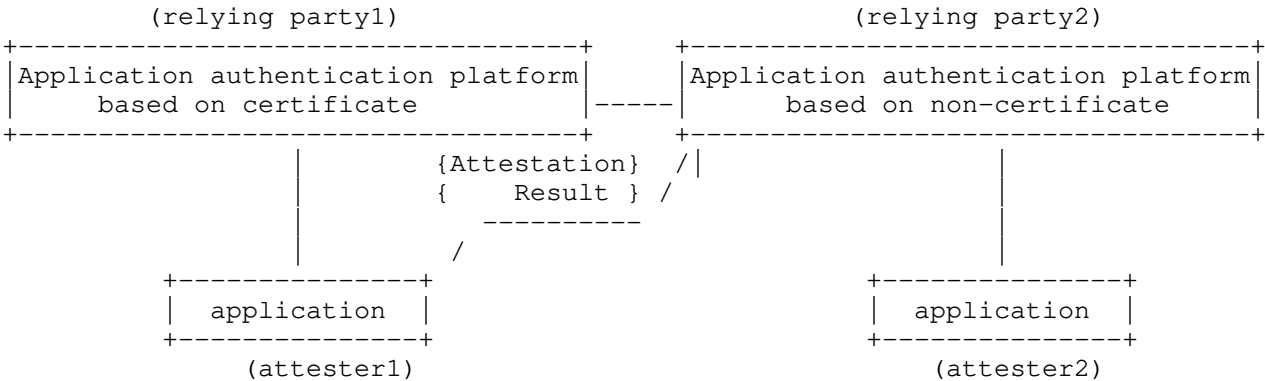 (relying party1) (relying party2)
Application authentication platform Application authentication platform
based on certificate based on non-certificate
{Attestation}
{ Result }
application application
(attester1) (attester2)